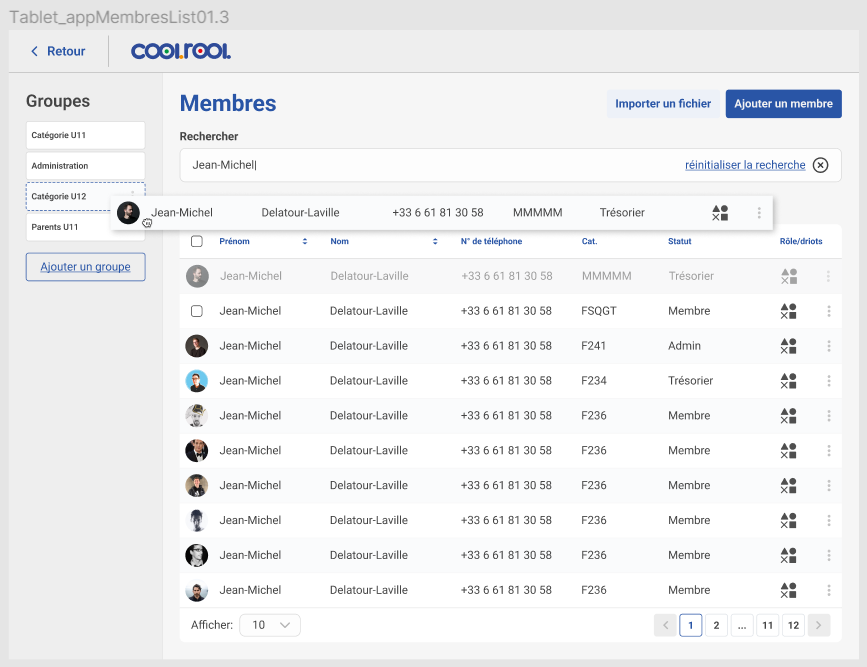 Tablet_appMembresList01.3
Retour
COOL.ROOL.
Groupes
Catégorie U11
Administration
Catégorie U12
Parents U11
Ajouter un groupe
Membres
Importer un fichier
Ajouter un membre
Rechercher
Jean-Michel
réinitialiser la recherche
Jean-Michel Delatour-Laville +33 6 61 81 30 58 MMMMM Trésorier
Prénom Nom N° de téléphone Cat. Statut Rôle/driots
Jean-Michel Delatour-Laville +33 6 61 81 30 58 MMMMM Trésorier
Jean-Michel Delatour-Laville +33 6 61 81 30 58 FSQGT Membre
Jean-Michel Delatour-Laville +33 6 61 81 30 58 F241 Admin
Jean-Michel Delatour-Laville +33 6 61 81 30 58 F234 Trésorier
Jean-Michel Delatour-Laville +33 6 61 81 30 58 F236 Membre
Jean-Michel Delatour-Laville +33 6 61 81 30 58 F236 Membre
Jean-Michel Delatour-Laville +33 6 61 81 30 58 F236 Membre
Jean-Michel Delatour-Laville +33 6 61 81 30 58 F236 Membre
Jean-Michel Delatour-Laville +33 6 61 81 30 58 F236 Membre
Jean-Michel Delatour-Laville +33 6 61 81 30 58 F236 Membre
Afficher: 10 1 2 ... 11 12